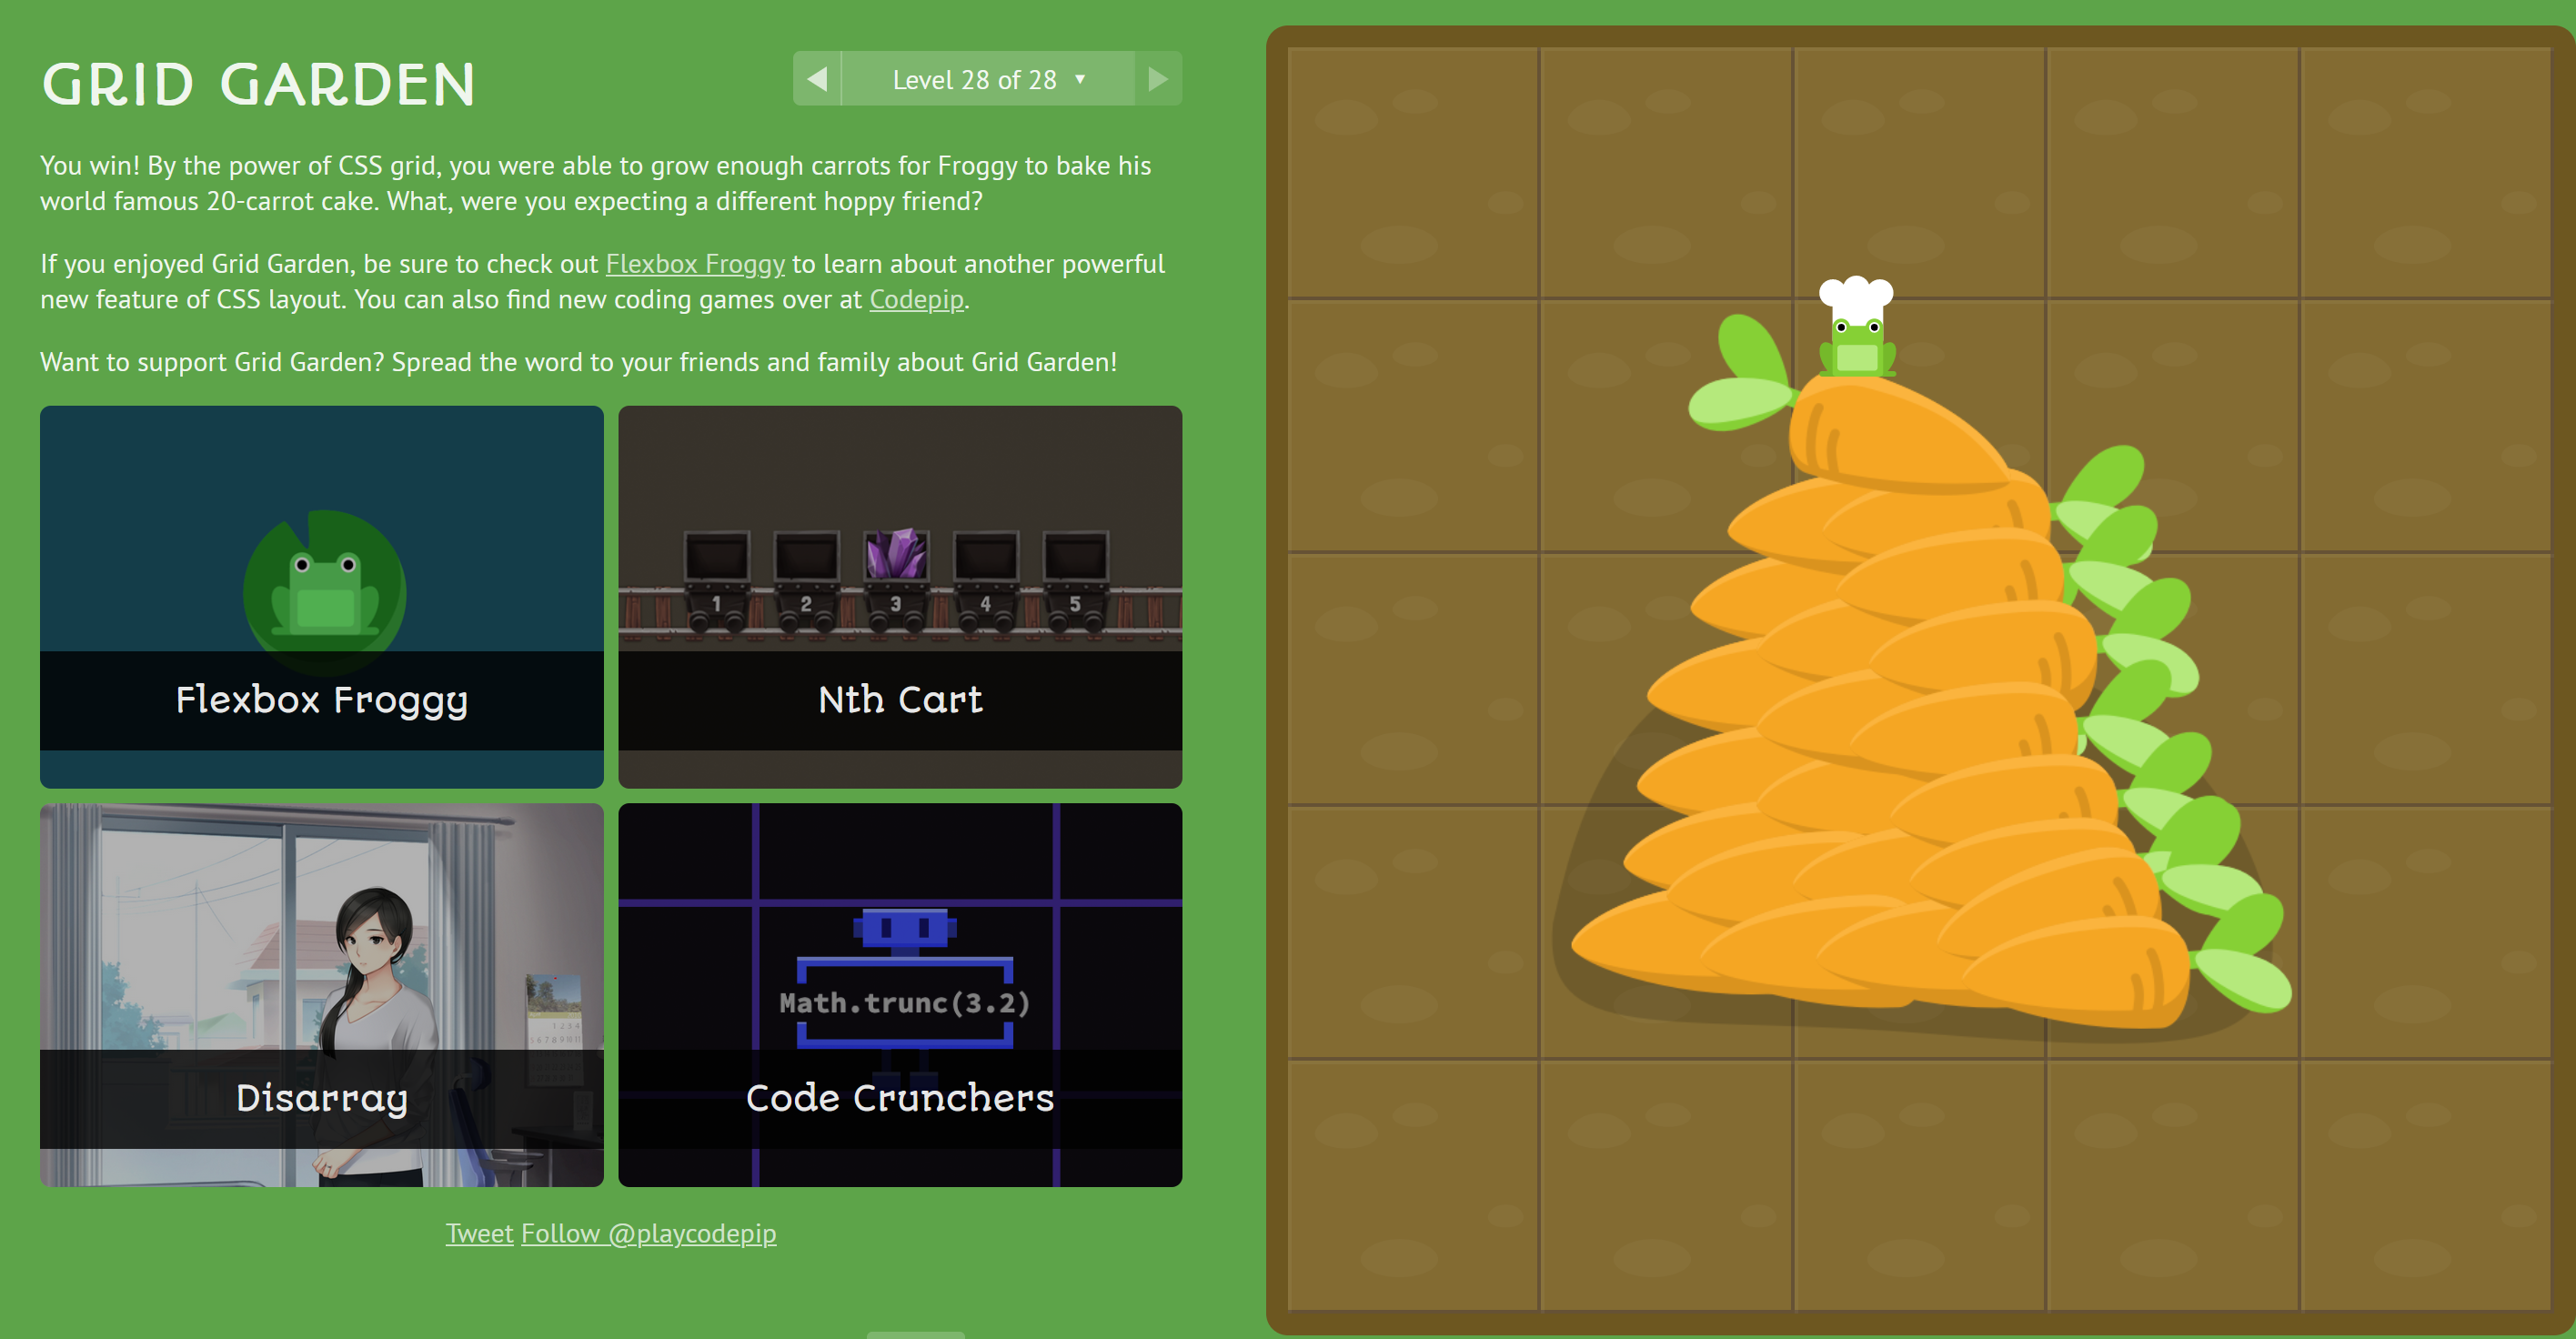 GRID GARDEN
Level 28 of 28 ▼
You win! By the power of CSS grid, you were able to grow enough carrots for Froggy to bake his
world famous 20-carrot cake. What, were you expecting a different hoppy friend?
If you enjoyed Grid Garden, be sure to check out Flexbox Froggy to learn about another powerful
new feature of CSS layout. You can also find new coding games over at Codepip.
Want to support Grid Garden? Spread the word to your friends and family about Grid Garden!
Flexbox Froggy
1 2 3 4 5
Nth Cart
Disarray
Math.trunc(3.2)
Code Crunchers
Tweet Follow @playcodepip